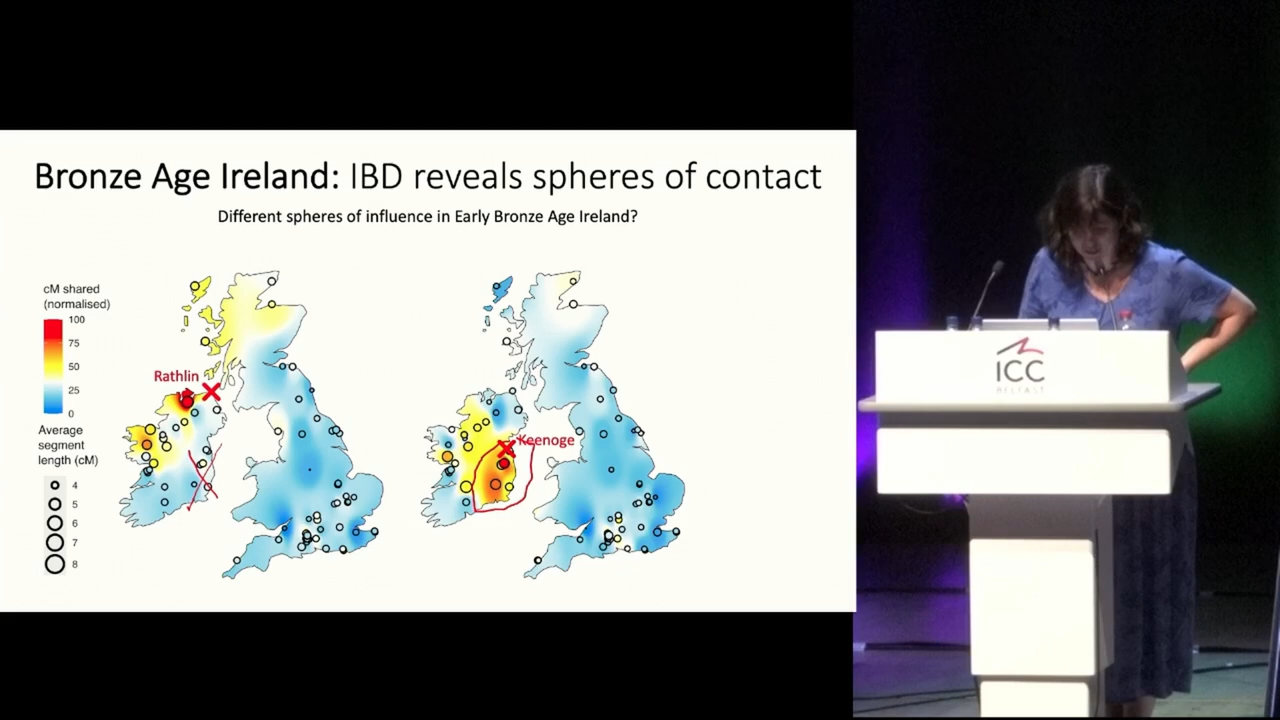 Bronze Age Ireland: IBD reveals spheres of contact
Different spheres of influence in Early Bronze Age Ireland?
cM shared
(normalised)
100
75
50
25
0
Average
segment
length (cM)
4
5
6
7
8
Rathlin
Keenoge
ICC
BELFAST